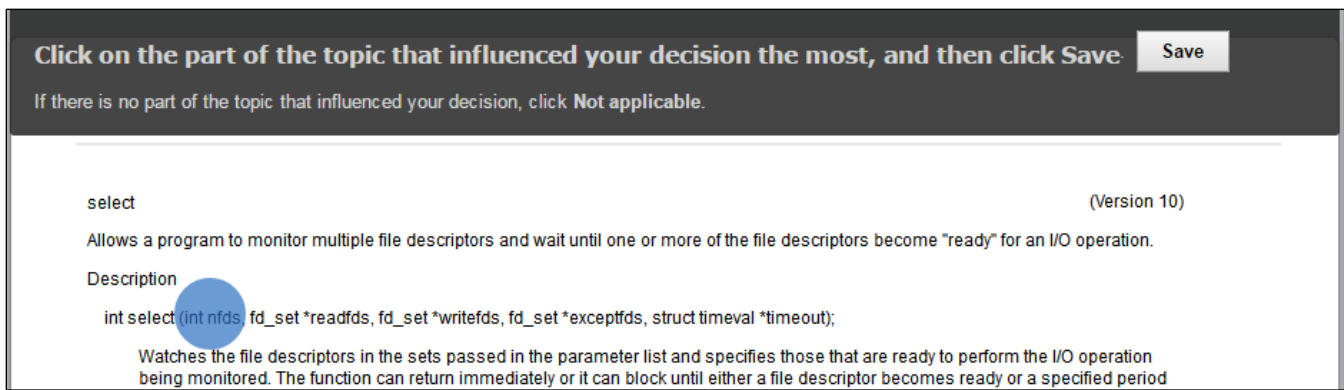 Click on the part of the topic that influenced your decision the most, and then click Save.
Save
If there is no part of the topic that influenced your decision, click Not applicable.
select (Version 10)
Allows a program to monitor multiple file descriptors and wait until one or more of the file descriptors become "ready" for an I/O operation.
Description
int select (int nfds, fd_set *readfds, fd_set *writefds, fd_set *exceptfds, struct timeval *timeout);
Watches the file descriptors in the sets passed in the parameter list and specifies those that are ready to perform the I/O operation
being monitored. The function can return immediately or it can block until either a file descriptor becomes ready or a specified period